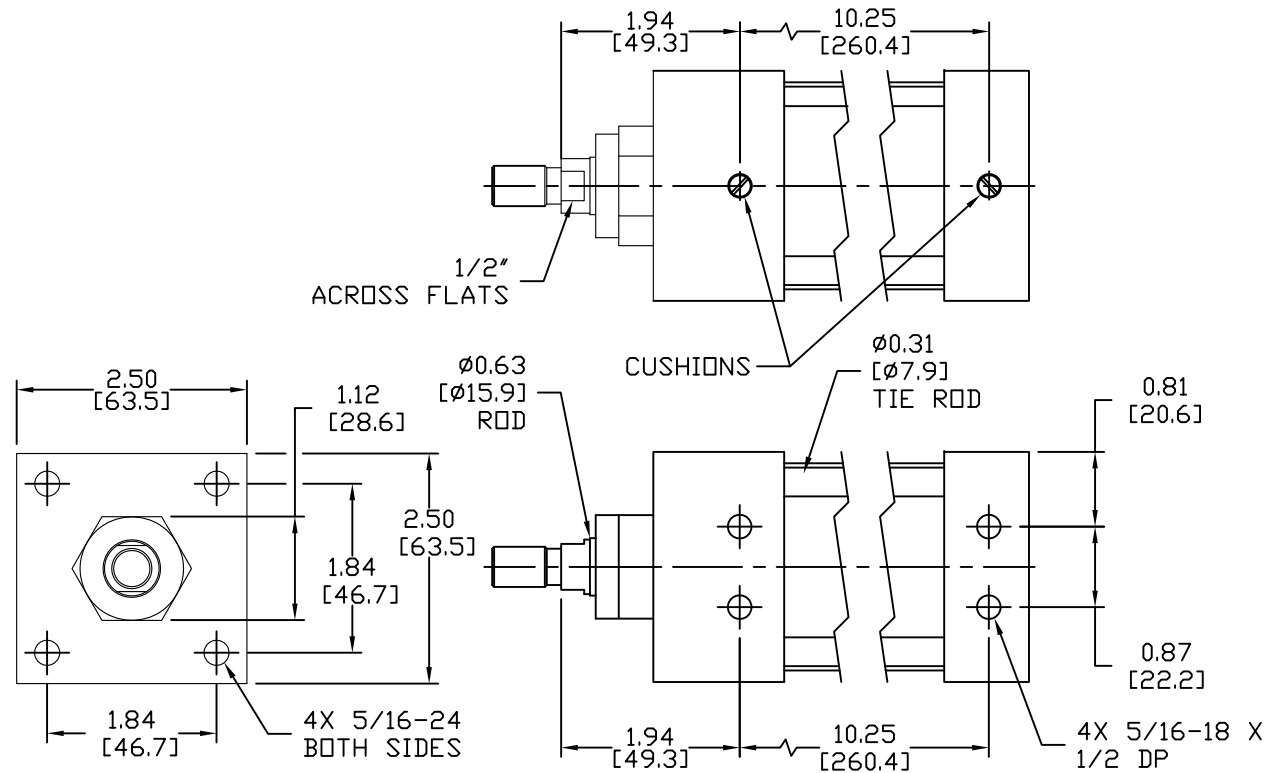 1.94
[49.3]
10.25
[260.4]
1/2"
ACROSS FLATS
CUSHIONS
Ø0.63
[Ø15.9]
ROD
Ø0.31
[Ø7.9]
TIE ROD
0.81
[20.6]
2.50
[63.5]
1.12
[28.6]
2.50
[63.5]
1.84
[46.7]
1.84
[46.7]
4X 5/16-24
BOTH SIDES
1.94
[49.3]
10.25
[260.4]
0.87
[22.2]
4X 5/16-18 X
1/2 DP